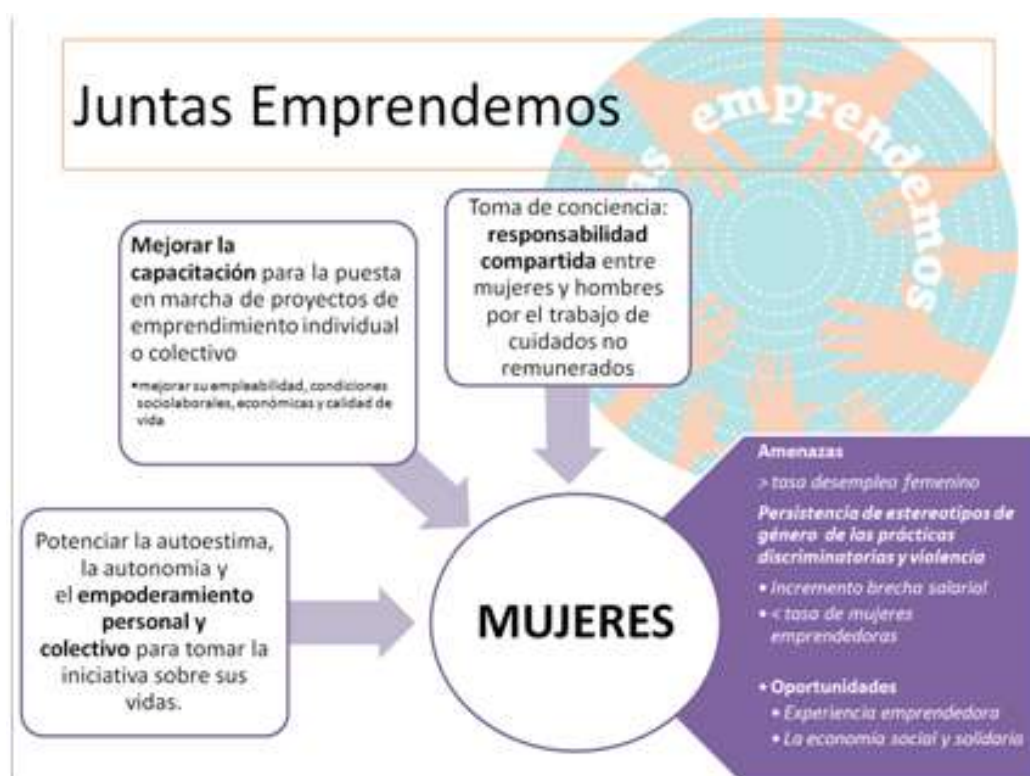 Juntas Emprendemos
as emprendemos
Mejorar la
capacitación para la puesta
en marcha de proyectos de
emprendimiento individual
o colectivo
•mejorar su empleabilidad, condiciones
sociolaborales, económicas y calidad de
vida
Toma de conciencia:
responsabilidad
compartida entre
mujeres y hombres
por el trabajo de
cuidados no
remunerados
Potenciar la autoestima,
la autonomía y
el empoderamiento
personal y
colectivo para tomar la
iniciativa sobre sus
vidas.
MUJERES
Amenazas
> tasa desempleo femenino
Persistencia de estereotipos de
género de las prácticas
discriminatorias y violencia
• Incremento brecha salarial
• < tasa de mujeres
emprendedoras
• Oportunidades
• Experiencia emprendedora
• La economía social y solidaria